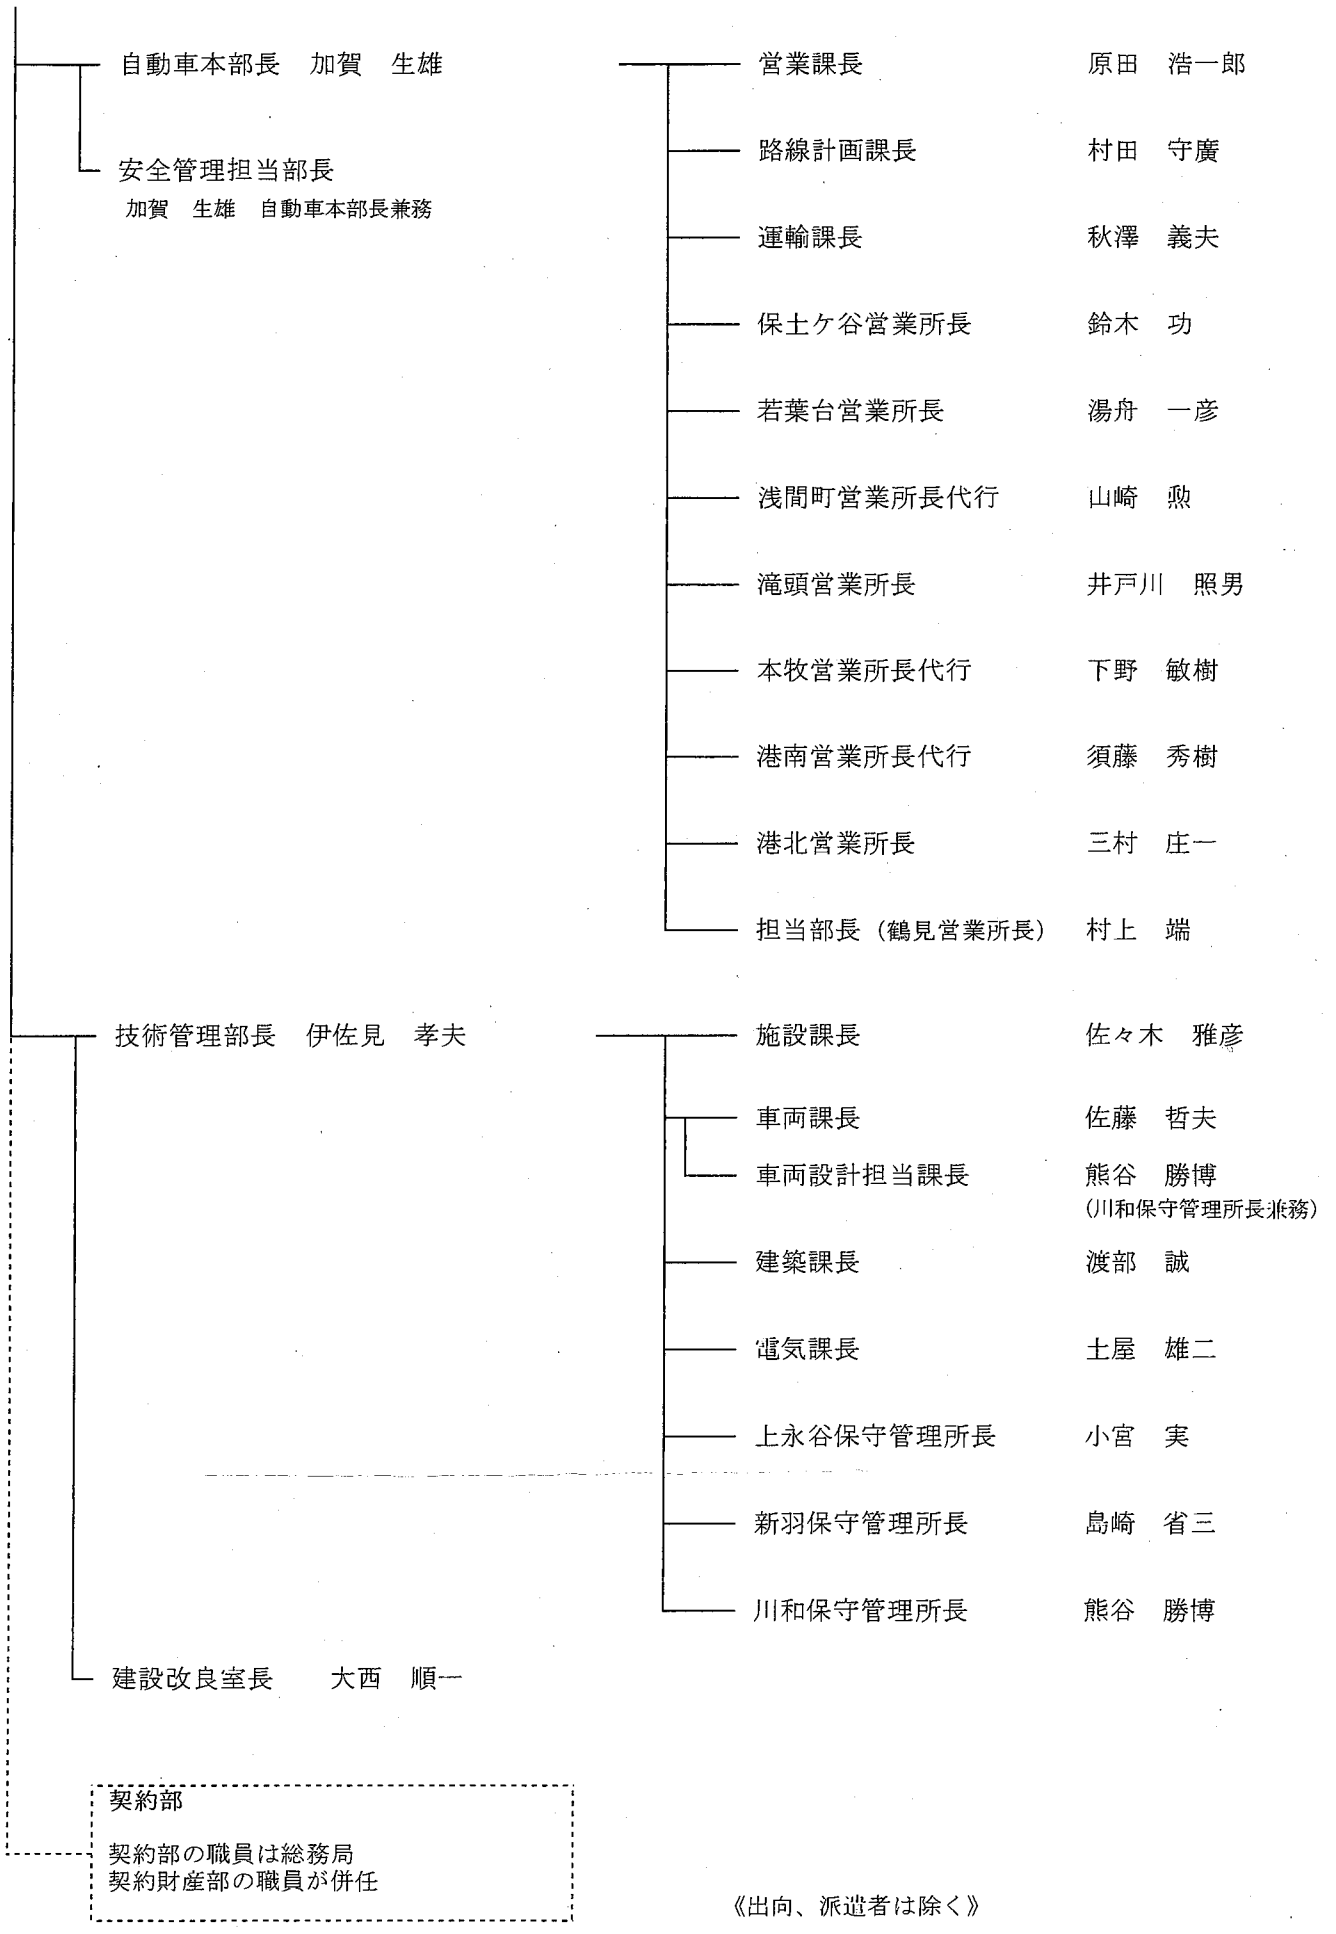 自動車本部長　加賀　生雄
安全管理担当部長
加賀　生雄　自動車本部長兼務
営業課長　原田　浩一郎
路線計画課長　村田　守廣
運輸課長　秋澤　義夫
保土ケ谷営業所長　鈴木　功
若葉台営業所長　湯舟　一彦
浅間町営業所長代行　山崎　勲
滝頭営業所長　井戸川　照男
本牧営業所長代行　下野　敏樹
港南営業所長代行　須藤　秀樹
港北営業所長　三村　庄一
担当部長（鶴見営業所長）　村上　端
技術管理部長　伊佐見　孝夫
施設課長　佐々木　雅彦
車両課長　佐藤　哲夫
車両設計担当課長　熊谷　勝博
（川和保守管理所長兼務）
建築課長　渡部　誠
電気課長　土屋　雄二
上永谷保守管理所長　小宮　実
新羽保守管理所長　島崎　省三
川和保守管理所長　熊谷　勝博
建設改良室長　大西　順一
契約部
契約部の職員は総務局
契約財産部の職員が併任
《出向、派遣者は除く》